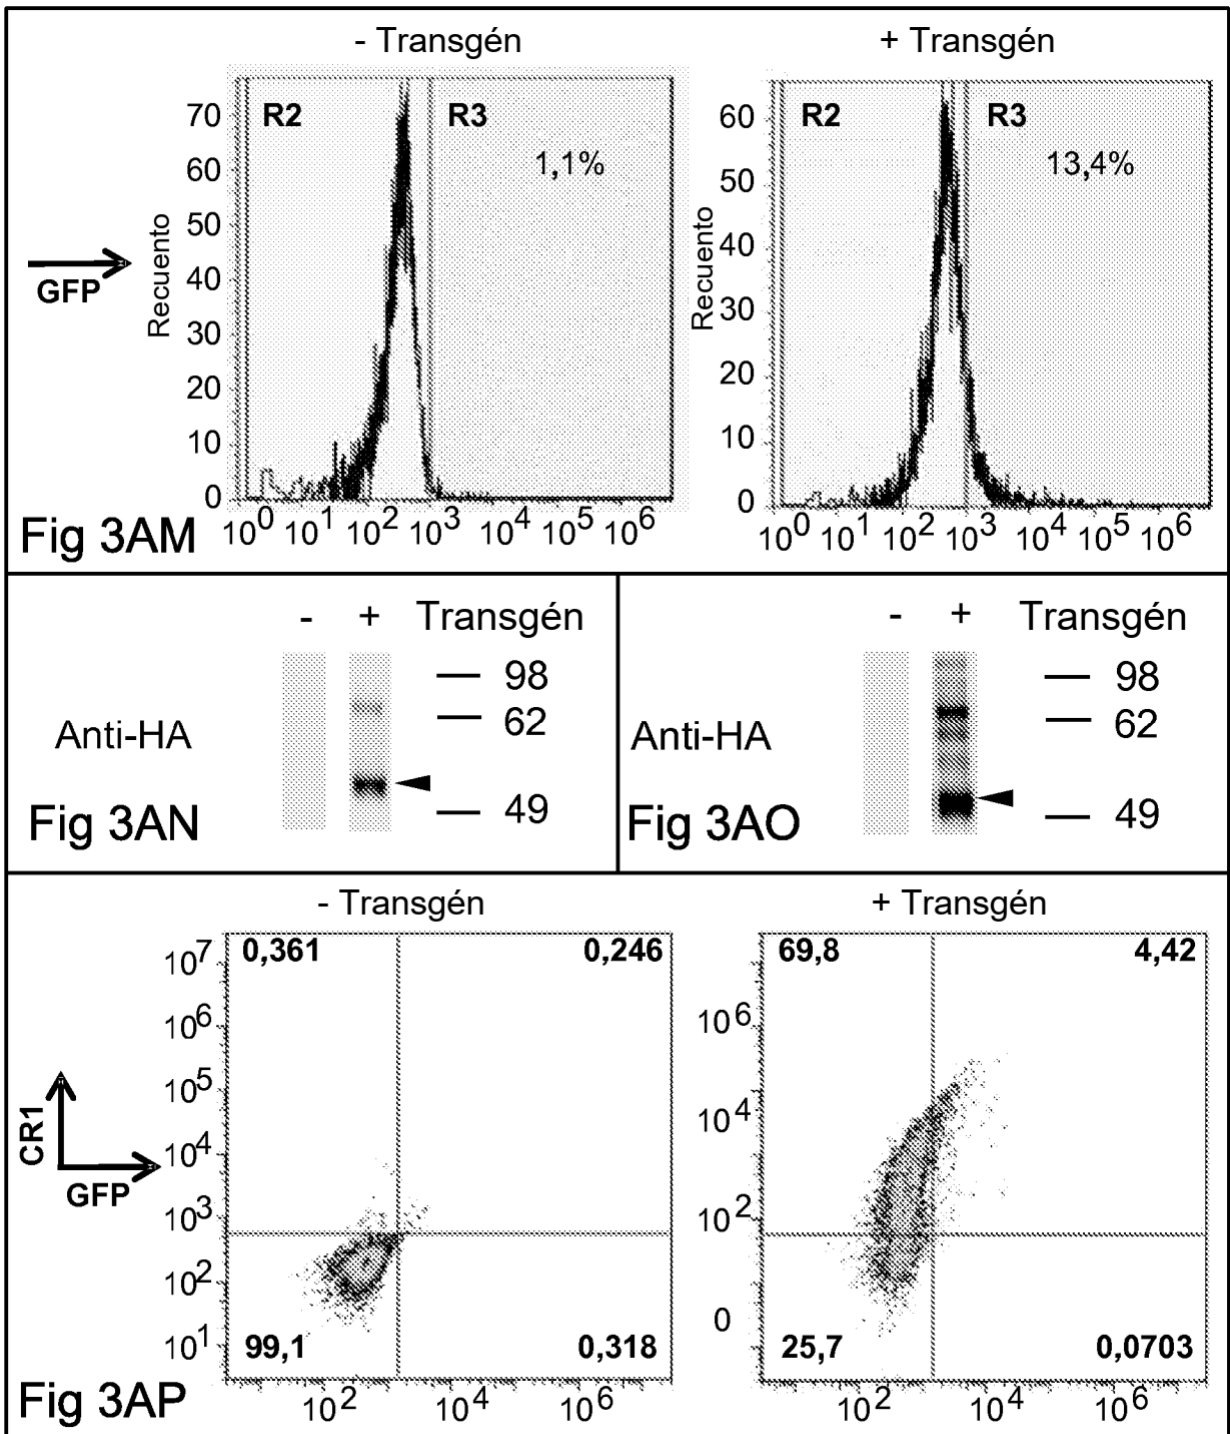 - Transgén
+ Transgén
R2
R3
1,1%
R2
R3
13,4%
GFP
Recuento
70
60
50
40
30
20
10
0
10^0 10^1 10^2 10^3 10^4 10^5 10^6
Recuento
60
50
40
30
20
10
0
10^0 10^1 10^2 10^3 10^4 10^5 10^6
Fig 3AM
- + Transgén
98
62
49
Anti-HA
Fig 3AN
- + Transgén
98
62
49
Anti-HA
Fig 3AO
- Transgén
+ Transgén
CR1
GFP
0,361
0,246
99,1
0,318
10^7
10^6
10^5
10^4
10^3
10^2
10^1
10^2 10^4 10^6
69,8
4,42
25,7
0,0703
10^6
10^4
10^2
0
10^2 10^4 10^6
Fig 3AP